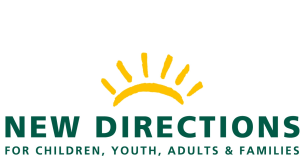 NEW DIRECTIONS
FOR CHILDREN, YOUTH, ADULTS & FAMILIES